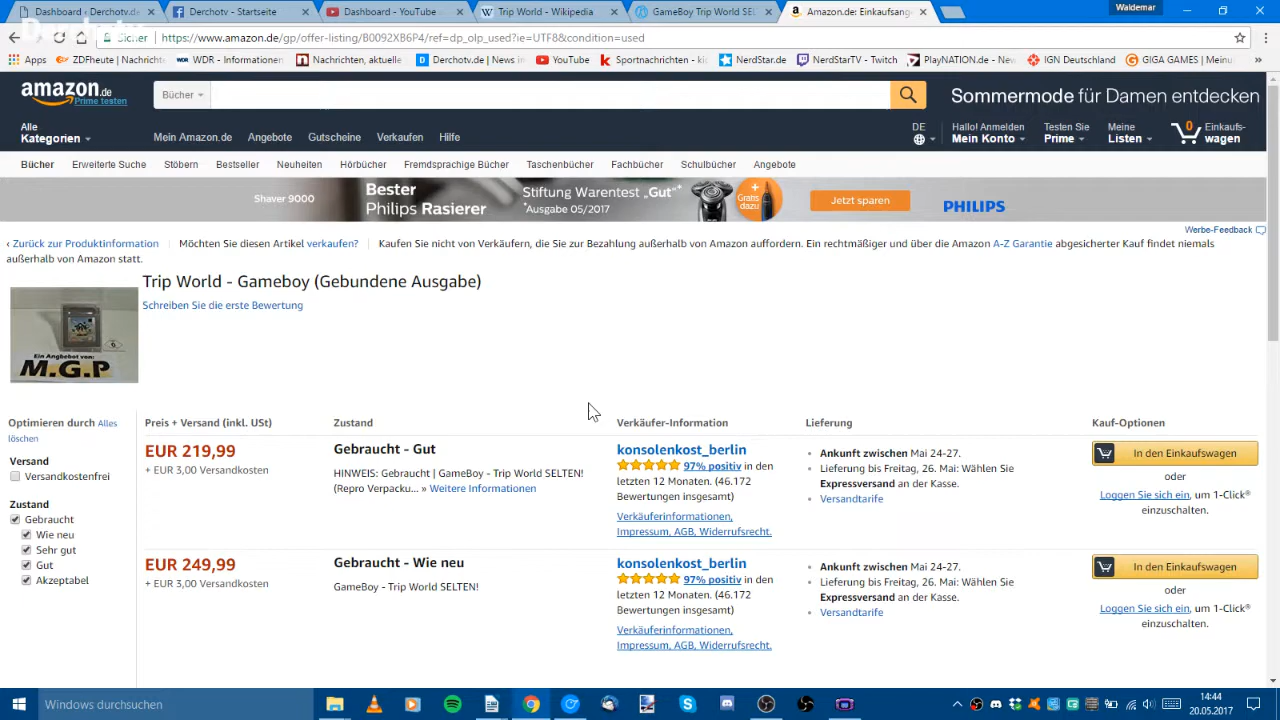 Dashboard ‹ Derchotv.de
Derchotv - Startseite
Dashboard - YouTube
Trip World - Wikipedia
GameBoy Trip World SEL
Amazon.de: Einkaufsange
Waldemar
Sicher
https://www.amazon.de/gp/offer-listing/B0092XB6P4/ref=dp_olp_used?ie=UTF8&condition=used
Apps
ZDFheute | Nachrichte
WDR - Informationen
Nachrichten, aktuelle
Derchotv.de | News in
YouTube
Sportnachrichten - kic
NerdStar.de
NerdStarTV - Twitch
PlayNATION.de - Ne
IGN Deutschland
GIGA GAMES | Meinu
»
amazon.de
Prime testen
Bücher
Sommermode für Damen entdecken
Alle
Kategorien
Mein Amazon.de
Angebote
Gutscheine
Verkaufen
Hilfe
DE
Hallo! Anmelden
Mein Konto
Testen Sie
Prime
Meine
Listen
0
Einkaufs-
wagen
Bücher
Erweiterte Suche
Stöbern
Bestseller
Neuheiten
Hörbücher
Fremdsprachige Bücher
Taschenbücher
Fachbücher
Schulbücher
Angebote
Shaver 9000
Bester
Philips Rasierer
Stiftung Warentest „Gut"*
*Ausgabe 05/2017
+
Gratis
dazu
Jetzt sparen
PHILIPS
Werbe-Feedback
‹ Zurück zur Produktinformation
Möchten Sie diesen Artikel verkaufen?
Kaufen Sie nicht von Verkäufern, die Sie zur Bezahlung außerhalb von Amazon auffordern. Ein rechtmäßiger und über die Amazon A-Z Garantie abgesicherter Kauf findet niemals
außerhalb von Amazon statt.
Trip World - Gameboy (Gebundene Ausgabe)
Schreiben Sie die erste Bewertung
Ein Angebot von:
M.G.P
Optimieren durch Alles
löschen
Versand
Versandkostenfrei
Zustand
Gebraucht
Wie neu
Sehr gut
Gut
Akzeptabel
Preis + Versand (inkl. USt)
Zustand
Verkäufer-Information
Lieferung
Kauf-Optionen
EUR 219,99
+ EUR 3,00 Versandkosten
Gebraucht - Gut
HINWEIS: Gebraucht | GameBoy - Trip World SELTEN!
(Repro Verpacku... » Weitere Informationen
konsolenkost_berlin
97% positiv in den
letzten 12 Monaten. (46.172
Bewertungen insgesamt)
Verkäuferinformationen,
Impressum, AGB, Widerrufsrecht.
Ankunft zwischen Mai 24-27.
Lieferung bis Freitag, 26. Mai: Wählen Sie
Expressversand an der Kasse.
Versandtarife
In den Einkaufswagen
oder
Loggen Sie sich ein, um 1-Click®
einzuschalten.
EUR 249,99
+ EUR 3,00 Versandkosten
Gebraucht - Wie neu
GameBoy - Trip World SELTEN!
konsolenkost_berlin
97% positiv in den
letzten 12 Monaten. (46.172
Bewertungen insgesamt)
Verkäuferinformationen,
Impressum, AGB, Widerrufsrecht.
Ankunft zwischen Mai 24-27.
Lieferung bis Freitag, 26. Mai: Wählen Sie
Expressversand an der Kasse.
Versandtarife
In den Einkaufswagen
oder
Loggen Sie sich ein, um 1-Click®
einzuschalten.
Windows durchsuchen
14:44
20.05.2017